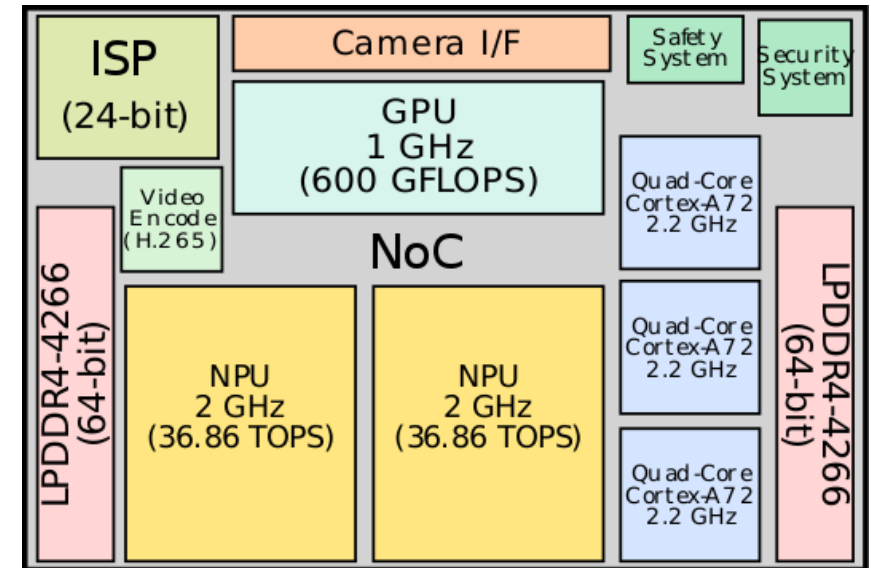 ISP
(24-bit)
Camera I/F
Safety
System
Security
System
GPU
1 GHz
(600 GFLOPS)
Video
Encode
(H.265)
Quad-Core
Cortex-A72
2.2 GHz
NoC
LPDDR4-4266
(64-bit)
NPU
2 GHz
(36.86 TOPS)
NPU
2 GHz
(36.86 TOPS)
Quad-Core
Cortex-A72
2.2 GHz
Quad-Core
Cortex-A72
2.2 GHz
LPDDR4-4266
(64-bit)